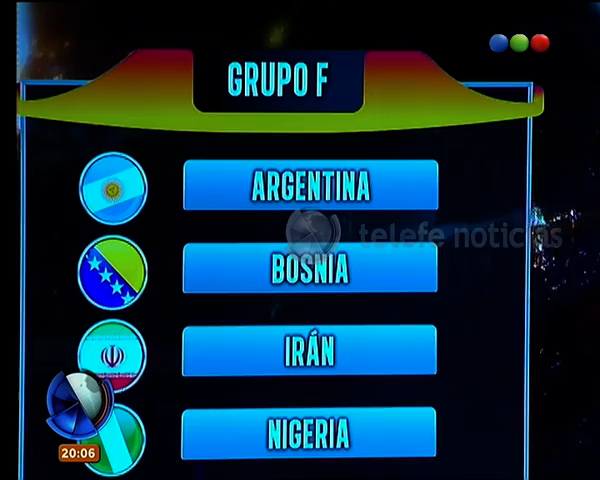 GRUPO F
ARGENTINA
telefe noticias
BOSNIA
IRÁN
NIGERIA
20:06